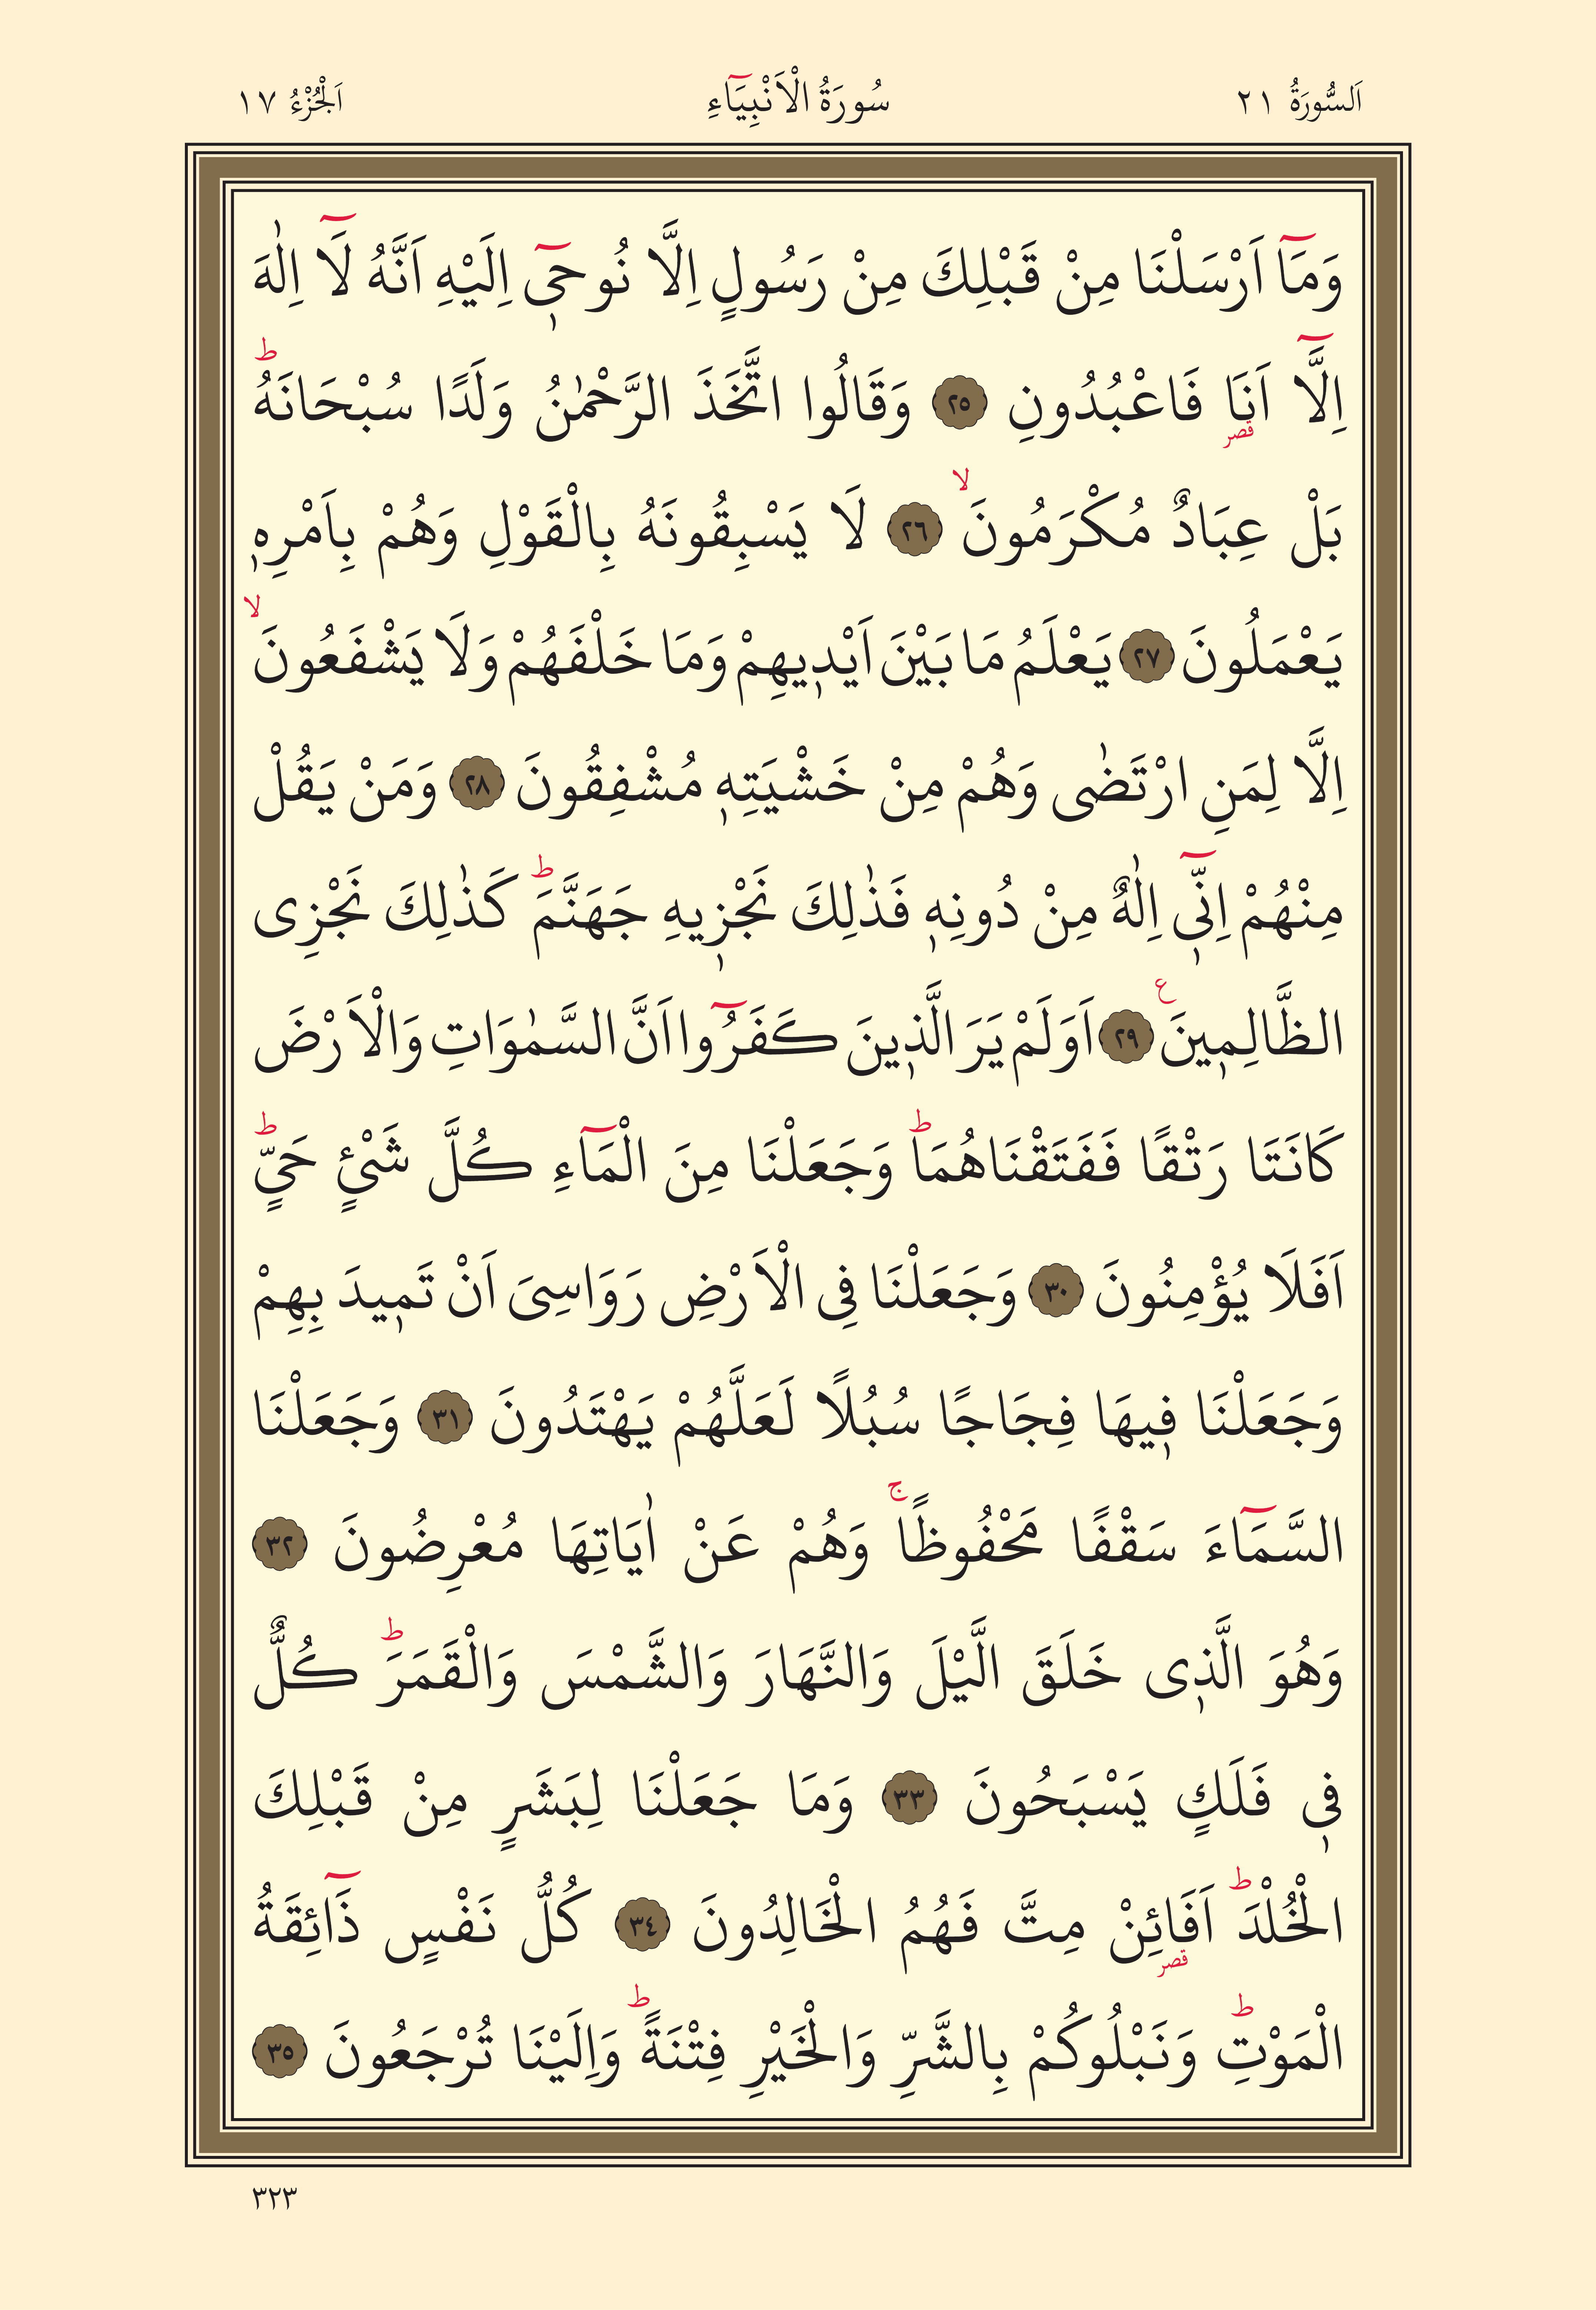 اَلسُّورَةُ ٢١ سُورَةُ الْاَنْبِيَٓاءِ اَلْجُزْءُ ١٧
وَمَٓا اَرْسَلْنَا مِنْ قَبْلِكَ مِنْ رَسُولٍ اِلَّا نُوحٖٓى اِلَيْهِ اَنَّهُ لَٓا اِلٰهَ
اِلَّٓا اَنَا۬ قصر فَاعْبُدُونِ ٢٥ وَقَالُوا اتَّخَذَ الرَّحْمٰنُ وَلَدًا سُبْحَانَهُ ط
بَلْ عِبَادٌ مُكْرَمُونَ لا ٢٦ لَا يَسْبِقُونَهُ بِالْقَوْلِ وَهُمْ بِاَمْرِهٖ
يَعْمَلُونَ ٢٧ يَعْلَمُ مَا بَيْنَ اَيْدٖيهِمْ وَمَا خَلْفَهُمْ وَلَا يَشْفَعُونَ لا
اِلَّا لِمَنِ ارْتَضٰى وَهُمْ مِنْ خَشْيَتِهٖ مُشْفِقُونَ ٢٨ وَمَنْ يَقُلْ
مِنْهُمْ اِنّٖٓى اِلٰهٌ مِنْ دُونِهٖ فَذٰلِكَ نَجْزٖيهِ جَهَنَّمَ ط كَذٰلِكَ نَجْزِى
الظَّالِمٖينَ ع ٢٩ اَوَلَمْ يَرَ الَّذٖينَ كَفَرُٓوا اَنَّ السَّمٰوَاتِ وَالْاَرْضَ
كَانَتَا رَتْقًا فَفَتَقْنَاهُمَا ط وَجَعَلْنَا مِنَ الْمَٓاءِ كُلَّ شَىْئٍ حَىٍّ ط
اَفَلَا يُؤْمِنُونَ ٣٠ وَجَعَلْنَا فِى الْاَرْضِ رَوَاسِىَ اَنْ تَمٖيدَ بِهِمْ
وَجَعَلْنَا فٖيهَا فِجَاجًا سُبُلًا لَعَلَّهُمْ يَهْتَدُونَ ٣١ وَجَعَلْنَا
السَّمَٓاءَ سَقْفًا مَحْفُوظًا ج وَهُمْ عَنْ اٰيَاتِهَا مُعْرِضُونَ ٣٢
وَهُوَ الَّذٖى خَلَقَ الَّيْلَ وَالنَّهَارَ وَالشَّمْسَ وَالْقَمَرَ ط كُلٌّ
فٖى فَلَكٍ يَسْبَحُونَ ٣٣ وَمَا جَعَلْنَا لِبَشَرٍ مِنْ قَبْلِكَ
الْخُلْدَ ط اَفَائِنْ قصر مِتَّ فَهُمُ الْخَالِدُونَ ٣٤ كُلُّ نَفْسٍ ذَٓائِقَةُ
الْمَوْتِ ط وَنَبْلُوكُمْ بِالشَّرِّ وَالْخَيْرِ فِتْنَةً ط وَاِلَيْنَا تُرْجَعُونَ ٣٥
٣٢٣